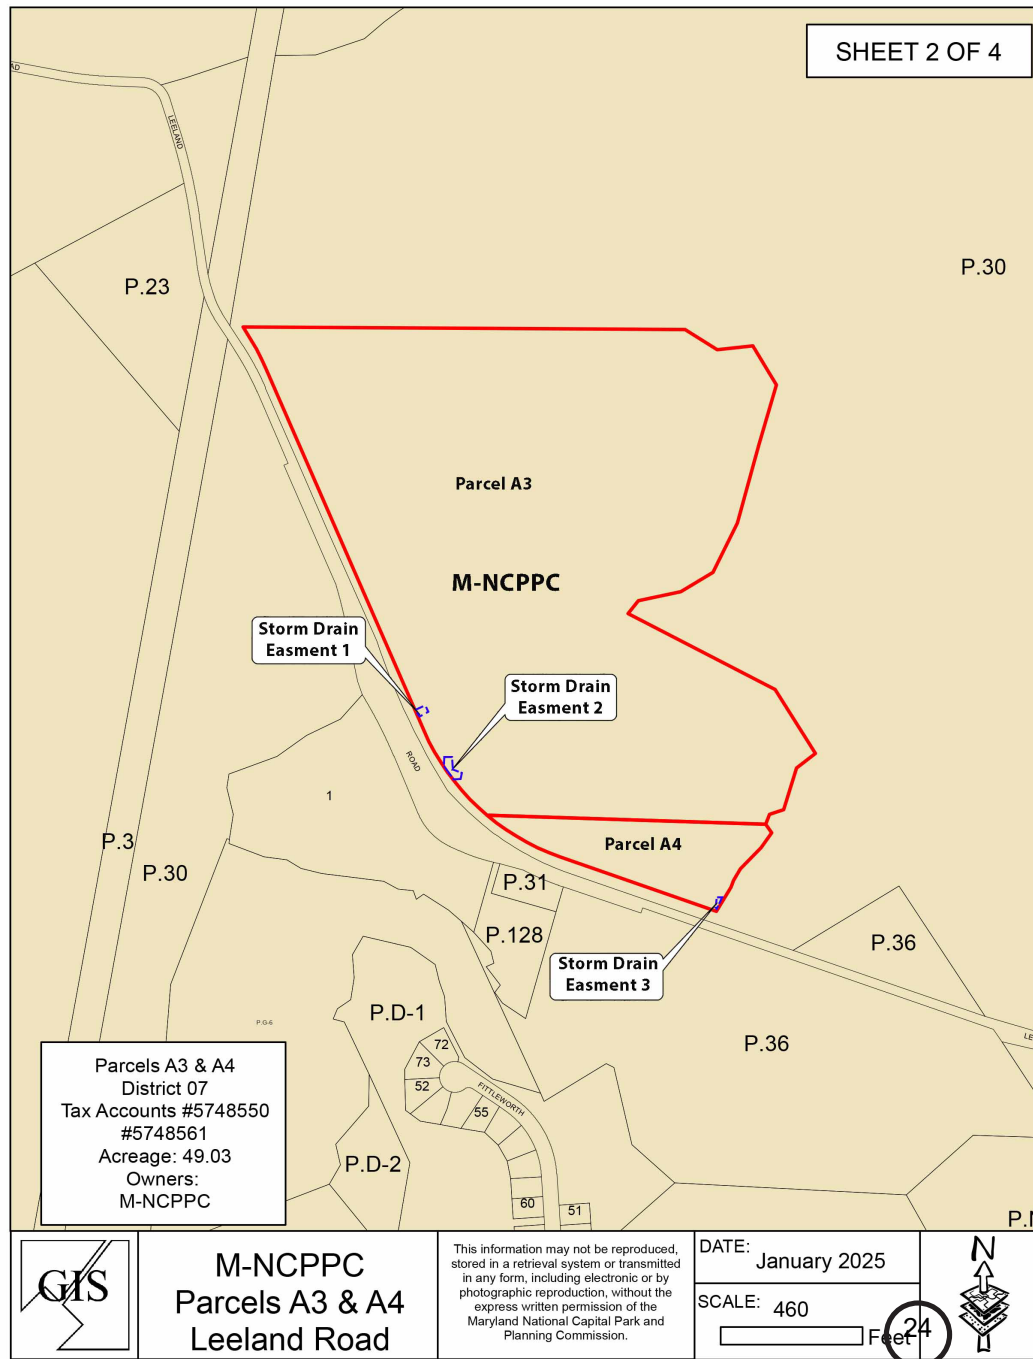 SHEET 2 OF 4
AD
LEELAND
P.23
P.30
Parcel A3
M-NCPPC
Storm Drain
Easment 1
Storm Drain
Easment 2
ROAD
1
P.3
P.30
Parcel A4
P.31
P.128
P.36
Storm Drain
Easment 3
P.D-1
P.G-6
P.36
LE
72
73
52
55
FITTLEWORTH
P.D-2
60
51
Parcels A3 & A4
District 07
Tax Accounts #5748550
#5748561
Acreage: 49.03
Owners:
M-NCPPC
GIS
M-NCPPC
Parcels A3 & A4
Leeland Road
This information may not be reproduced,
stored in a retrieval system or transmitted
in any form, including electronic or by
photographic reproduction, without the
express written permission of the
Maryland National Capital Park and
Planning Commission.
DATE:
January 2025
SCALE:
460
Feet
24
N